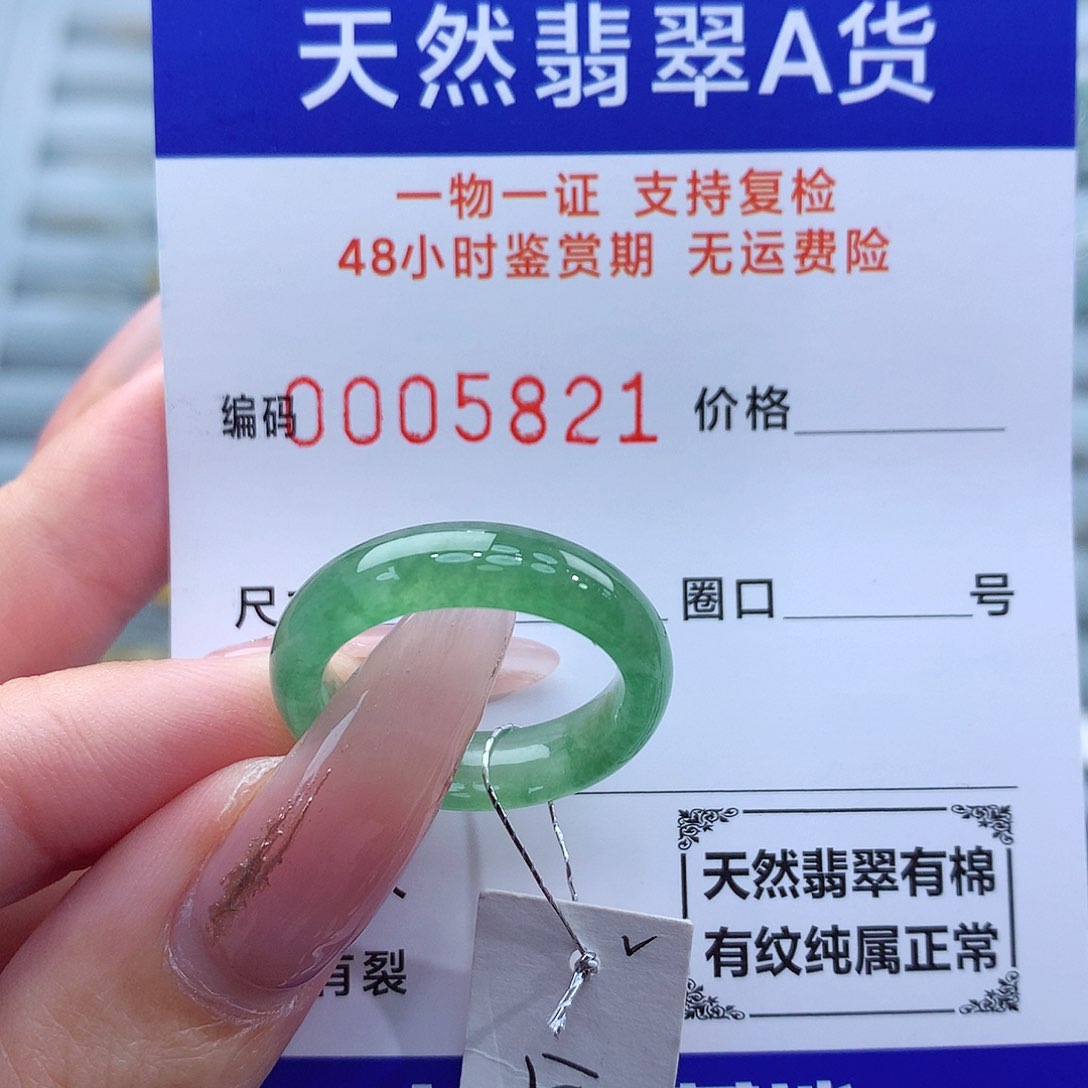 天然翡翠A货
一物一证 支持复检
48小时鉴赏期 无运费险
编码0005821 价格
尺 圈口 号
天然翡翠有棉
有纹纯属正常
有裂